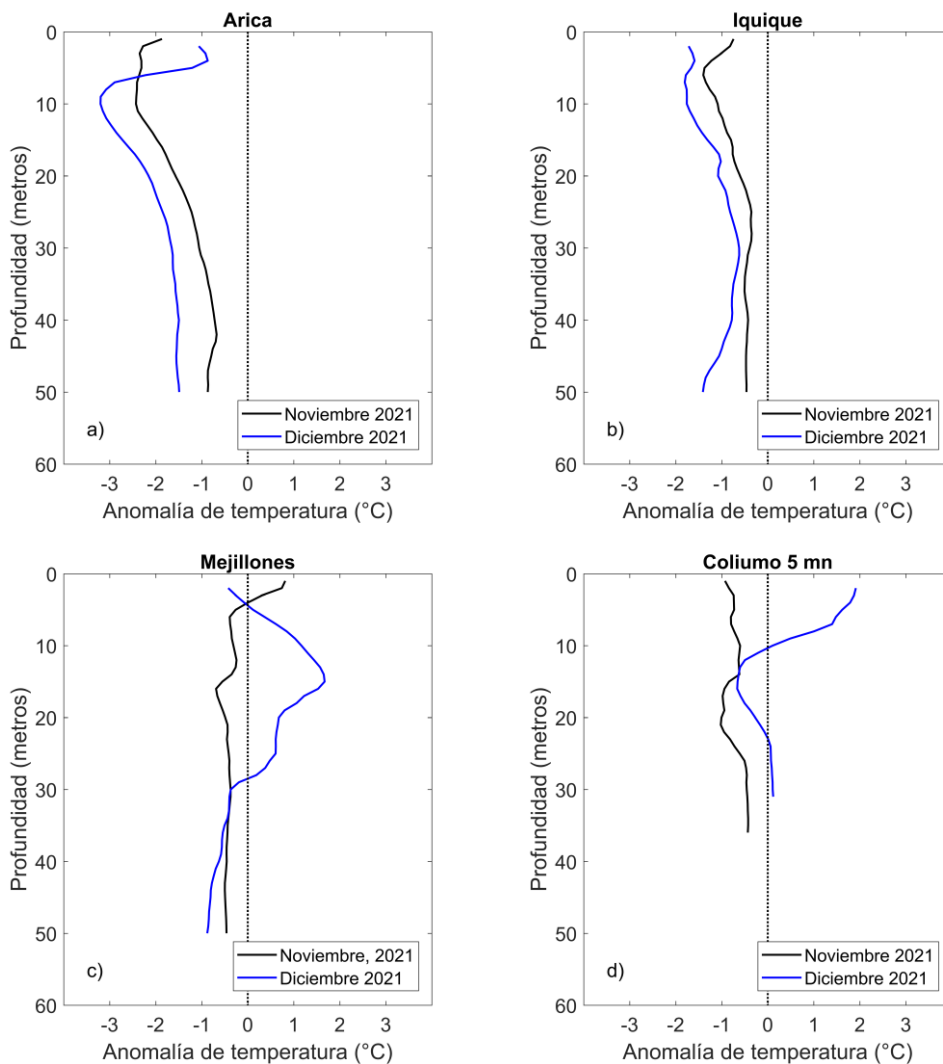 Arica
0
10
20
30
40
50
60
Profundidad (metros)
a)
Noviembre 2021
Diciembre 2021
-3 -2 -1 0 1 2 3
Anomalía de temperatura (°C)
Iquique
0
10
20
30
40
50
60
Profundidad (metros)
b)
Noviembre 2021
Diciembre 2021
-3 -2 -1 0 1 2 3
Anomalía de temperatura (°C)
Mejillones
0
10
20
30
40
50
60
Profundidad (metros)
c)
Noviembre, 2021
Diciembre 2021
-3 -2 -1 0 1 2 3
Anomalía de temperatura (°C)
Coliumo 5 mn
0
10
20
30
40
50
60
Profundidad (metros)
d)
Noviembre 2021
Diciembre 2021
-3 -2 -1 0 1 2 3
Anomalía de temperatura (°C)